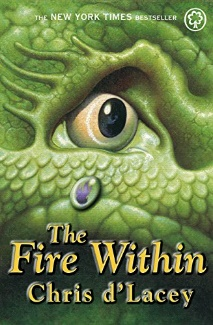 THE NEW YORK TIMES BESTSELLER
The
Fire Within
Chris d'Lacey